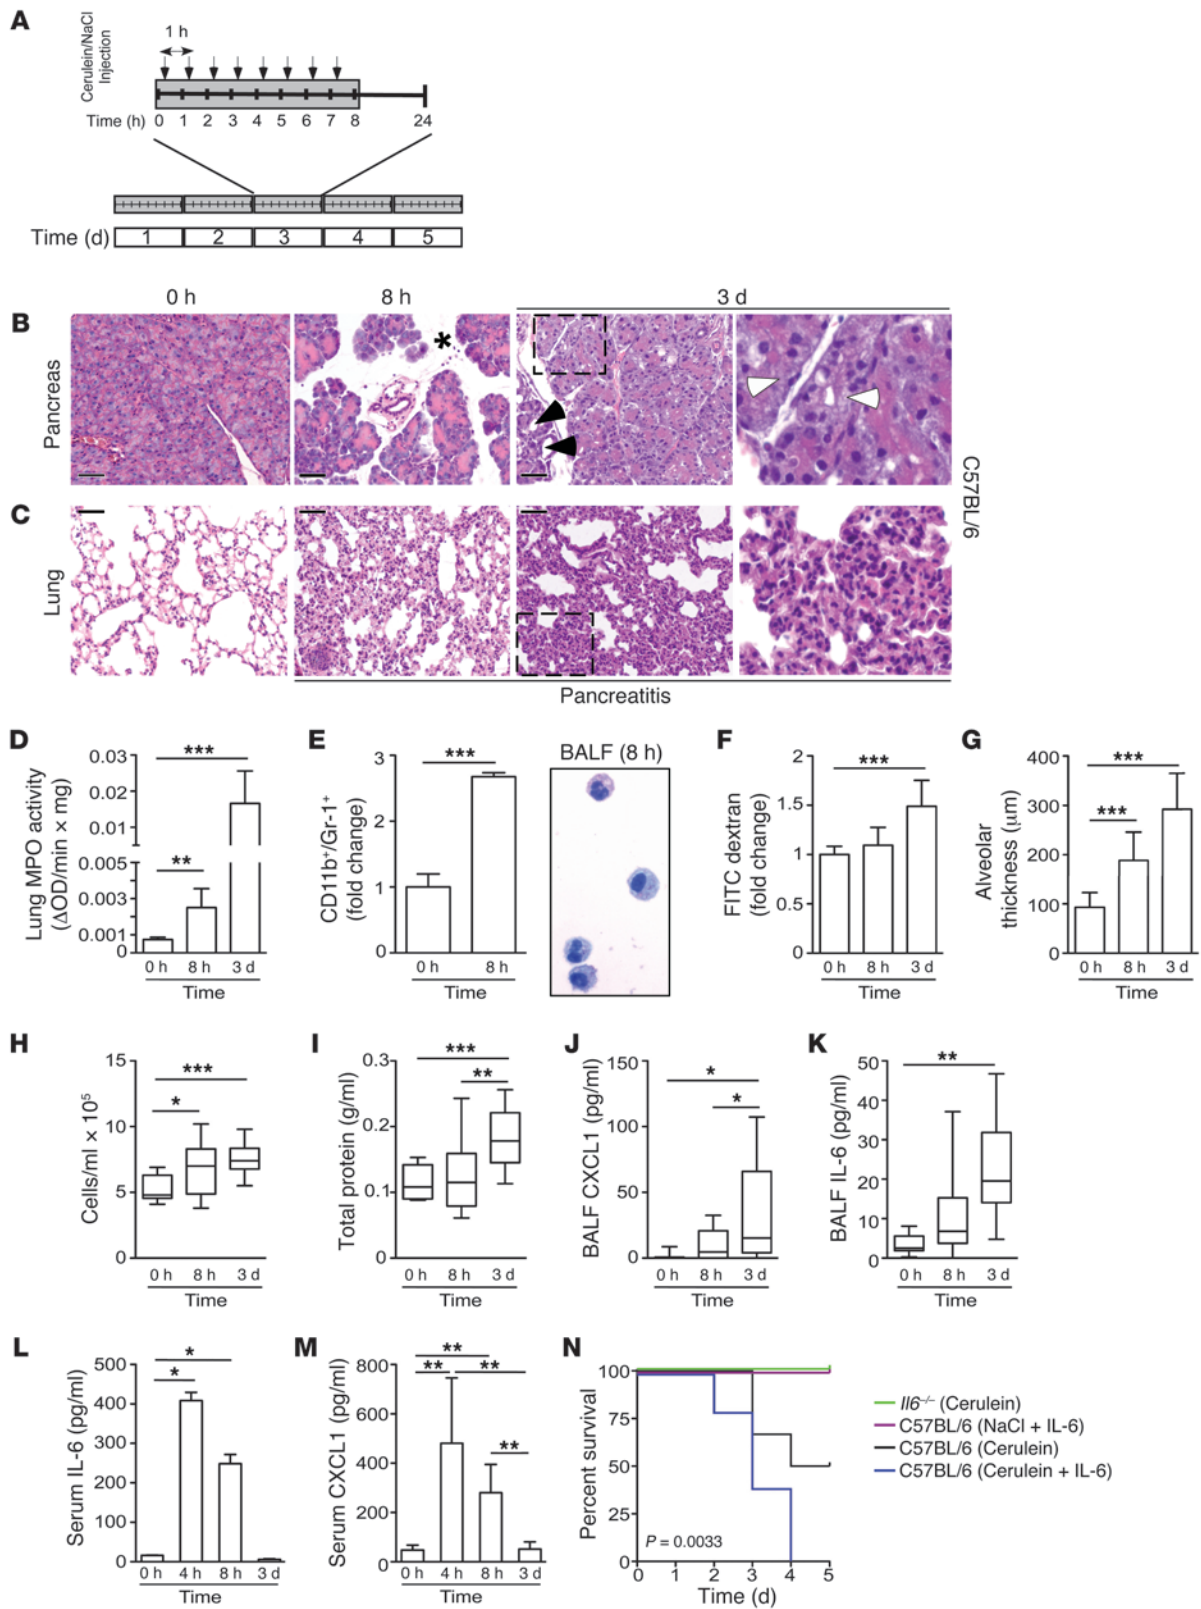 A
Cerulein/NaCl
Injection
1 h
Time (h) 0 1 2 3 4 5 6 7 8 24
Time (d) 1 2 3 4 5
0 h 8 h 3 d
B
Pancreas
*
C57BL/6
C
Lung
Pancreatitis
D
Lung MPO activity
(ΔOD/min × mg)
0.03
0.02
0.01
0.005
0.003
0.001
0
***
**
0 h 8 h 3 d
Time
E
CD11b⁺/Gr-1⁺
(fold change)
3
2
1
0
***
0 h 8 h
Time
BALF (8 h)
F
FITC dextran
(fold change)
2
1.5
1
0.5
0
***
0 h 8 h 3 d
Time
G
Alveolar
thickness (μm)
400
300
200
100
0
***
***
0 h 8 h 3 d
Time
H
Cells/ml × 10⁵
15
10
5
0
***
*
0 h 8 h 3 d
Time
I
Total protein (g/ml)
0.3
0.2
0.1
0
***
**
0 h 8 h 3 d
Time
J
BALF CXCL1 (pg/ml)
150
100
50
0
*
*
0 h 8 h 3 d
Time
K
BALF IL-6 (pg/ml)
50
40
30
20
10
0
**
0 h 8 h 3 d
Time
L
Serum IL-6 (pg/ml)
500
400
300
200
100
0
*
*
0 h 4 h 8 h 3 d
Time
M
Serum CXCL1 (pg/ml)
800
600
400
200
0
**
** **
**
0 h 4 h 8 h 3 d
Time
N
Percent survival
100
75
50
25
0
P = 0.0033
0 1 2 3 4 5
Time (d)
Il6⁻/⁻ (Cerulein)
C57BL/6 (NaCl + IL-6)
C57BL/6 (Cerulein)
C57BL/6 (Cerulein + IL-6)